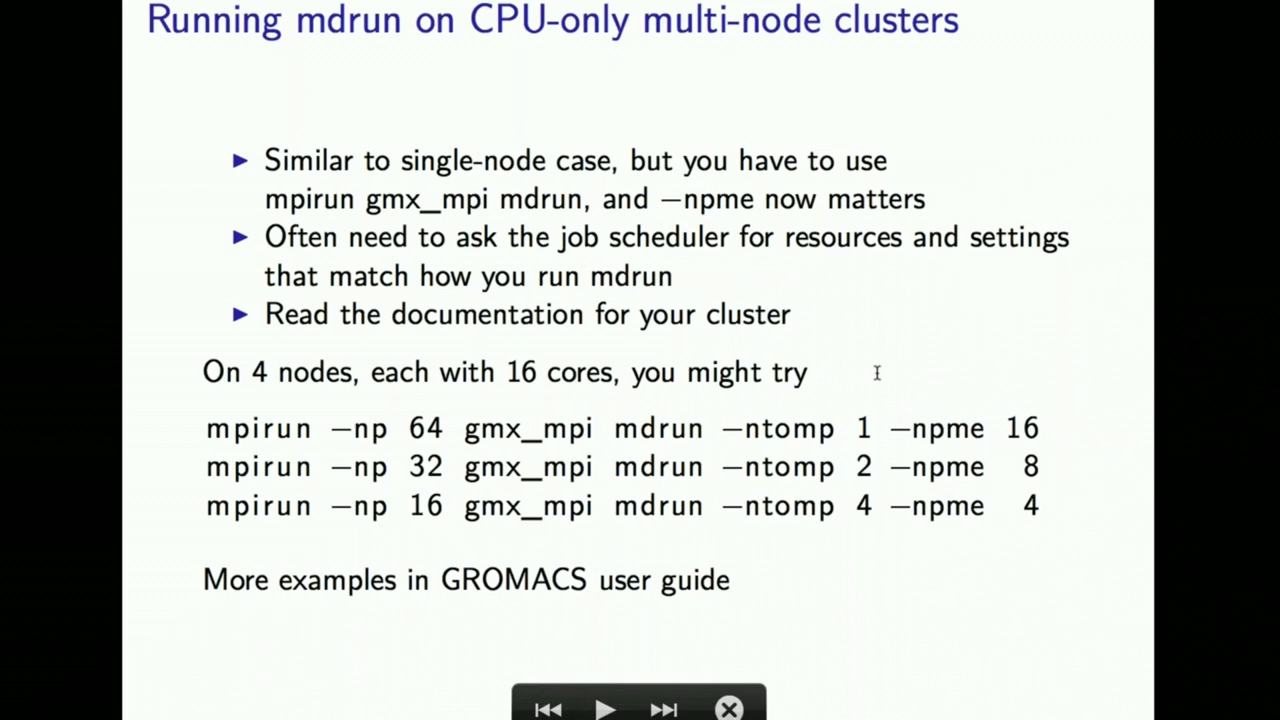 Running mdrun on CPU-only multi-node clusters
▶ Similar to single-node case, but you have to use
mpirun gmx_mpi mdrun, and −npme now matters
▶ Often need to ask the job scheduler for resources and settings
that match how you run mdrun
▶ Read the documentation for your cluster
On 4 nodes, each with 16 cores, you might try
mpirun −np 64 gmx_mpi mdrun −ntomp 1 −npme 16
mpirun −np 32 gmx_mpi mdrun −ntomp 2 −npme 8
mpirun −np 16 gmx_mpi mdrun −ntomp 4 −npme 4
More examples in GROMACS user guide